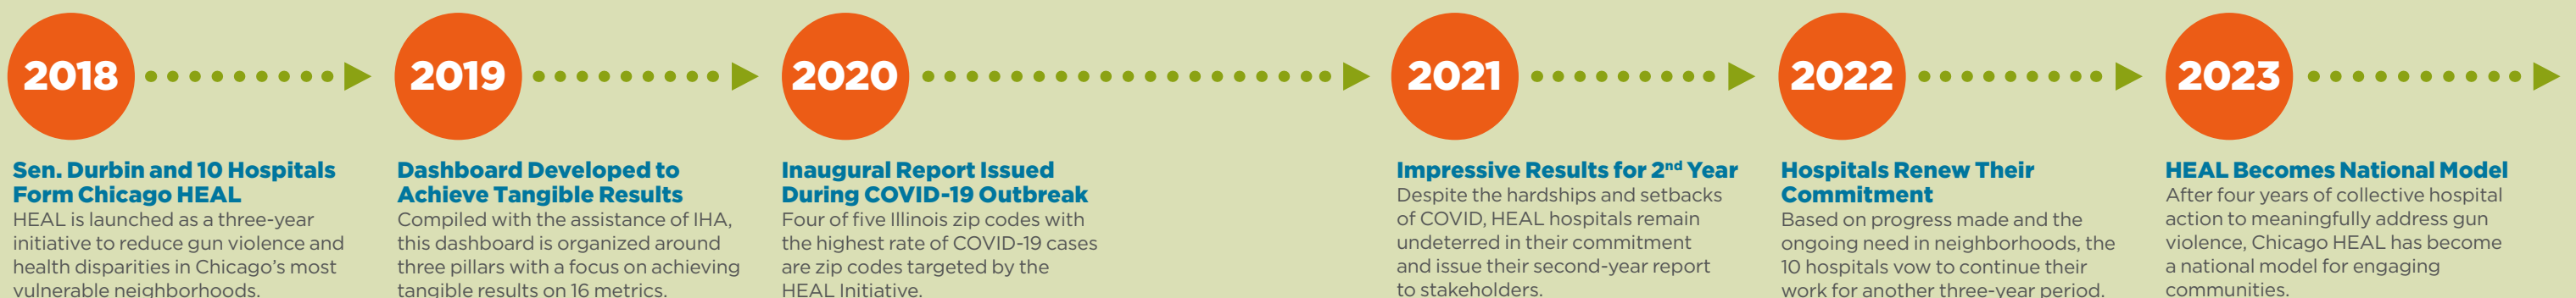 2018
Sen. Durbin and 10 Hospitals
Form Chicago HEAL
HEAL is launched as a three-year
initiative to reduce gun violence and
health disparities in Chicago's most
vulnerable neighborhoods.
2019
Dashboard Developed to
Achieve Tangible Results
Compiled with the assistance of IHA,
this dashboard is organized around
three pillars with a focus on achieving
tangible results on 16 metrics.
2020
Inaugural Report Issued
During COVID-19 Outbreak
Four of five Illinois zip codes with
the highest rate of COVID-19 cases
are zip codes targeted by the
HEAL Initiative.
2021
Impressive Results for 2nd Year
Despite the hardships and setbacks
of COVID, HEAL hospitals remain
undeterred in their commitment
and issue their second-year report
to stakeholders.
2022
Hospitals Renew Their
Commitment
Based on progress made and the
ongoing need in neighborhoods, the
10 hospitals vow to continue their
work for another three-year period.
2023
HEAL Becomes National Model
After four years of collective hospital
action to meaningfully address gun
violence, Chicago HEAL has become
a national model for engaging
communities.